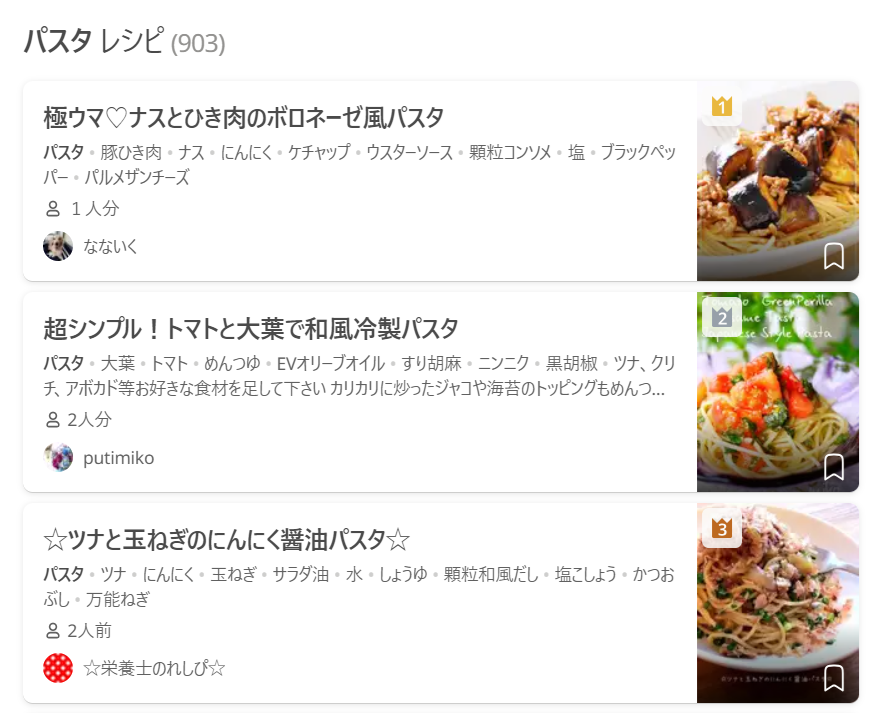 パスタ レシピ (903)
極ウマ♡ナスとひき肉のボロネーゼ風パスタ
パスタ・豚ひき肉・ナス・にんにく・ケチャップ・ウスターソース・顆粒コンソメ・塩・ブラックペッ
パー・パルメザンチーズ
1人分
なないく
1
超シンプル！トマトと大葉で和風冷製パスタ
パスタ・大葉・トマト・めんつゆ・EVオリーブオイル・すり胡麻・ニンニク・黒胡椒・ツナ、クリ
チ、アボカド等お好きな食材を足して下さい カリカリに炒ったジャコや海苔のトッピングもめんつ...
2人分
putimiko
2
GreenPerilla
Japanese Style Pasta
☆ツナと玉ねぎのにんにく醤油パスタ☆
パスタ・ツナ・にんにく・玉ねぎ・サラダ油・水・しょうゆ・顆粒和風だし・塩こしょう・かつお
ぶし・万能ねぎ
2人前
☆栄養士のれしぴ☆
3